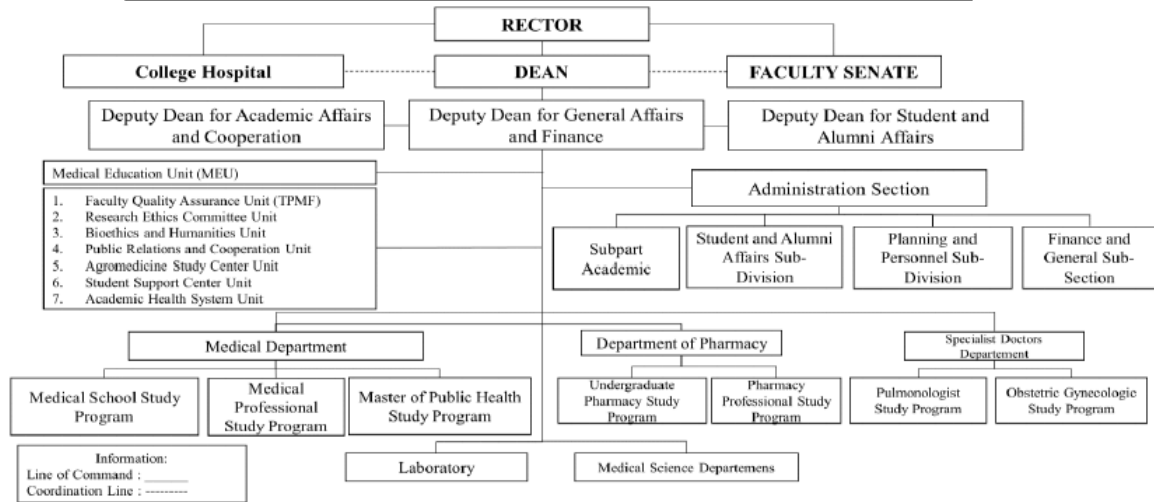 RECTOR
College Hospital
DEAN
FACULTY SENATE
Deputy Dean for Academic Affairs
and Cooperation
Deputy Dean for General Affairs
and Finance
Deputy Dean for Student and
Alumni Affairs
Medical Education Unit (MEU)
1. Faculty Quality Assurance Unit (TPMF)
2. Research Ethics Committee Unit
3. Bioethics and Humanities Unit
4. Public Relations and Cooperation Unit
5. Agromedicine Study Center Unit
6. Student Support Center Unit
7. Academic Health System Unit
Administration Section
Subpart
Academic
Student and Alumni
Affairs Sub-
Division
Planning and
Personnel Sub-
Division
Finance and
General Sub-
Section
Medical Department
Department of Pharmacy
Specialist Doctors
Departement
Medical School Study
Program
Medical
Professional
Study Program
Master of Public Health
Study Program
Undergraduate
Pharmacy Study
Program
Pharmacy
Professional Study
Program
Pulmonologist
Study Program
Obstetric Gynecologic
Study Program
Information:
Line of Command : ______
Coordination Line : ---------
Laboratory
Medical Science Departemens